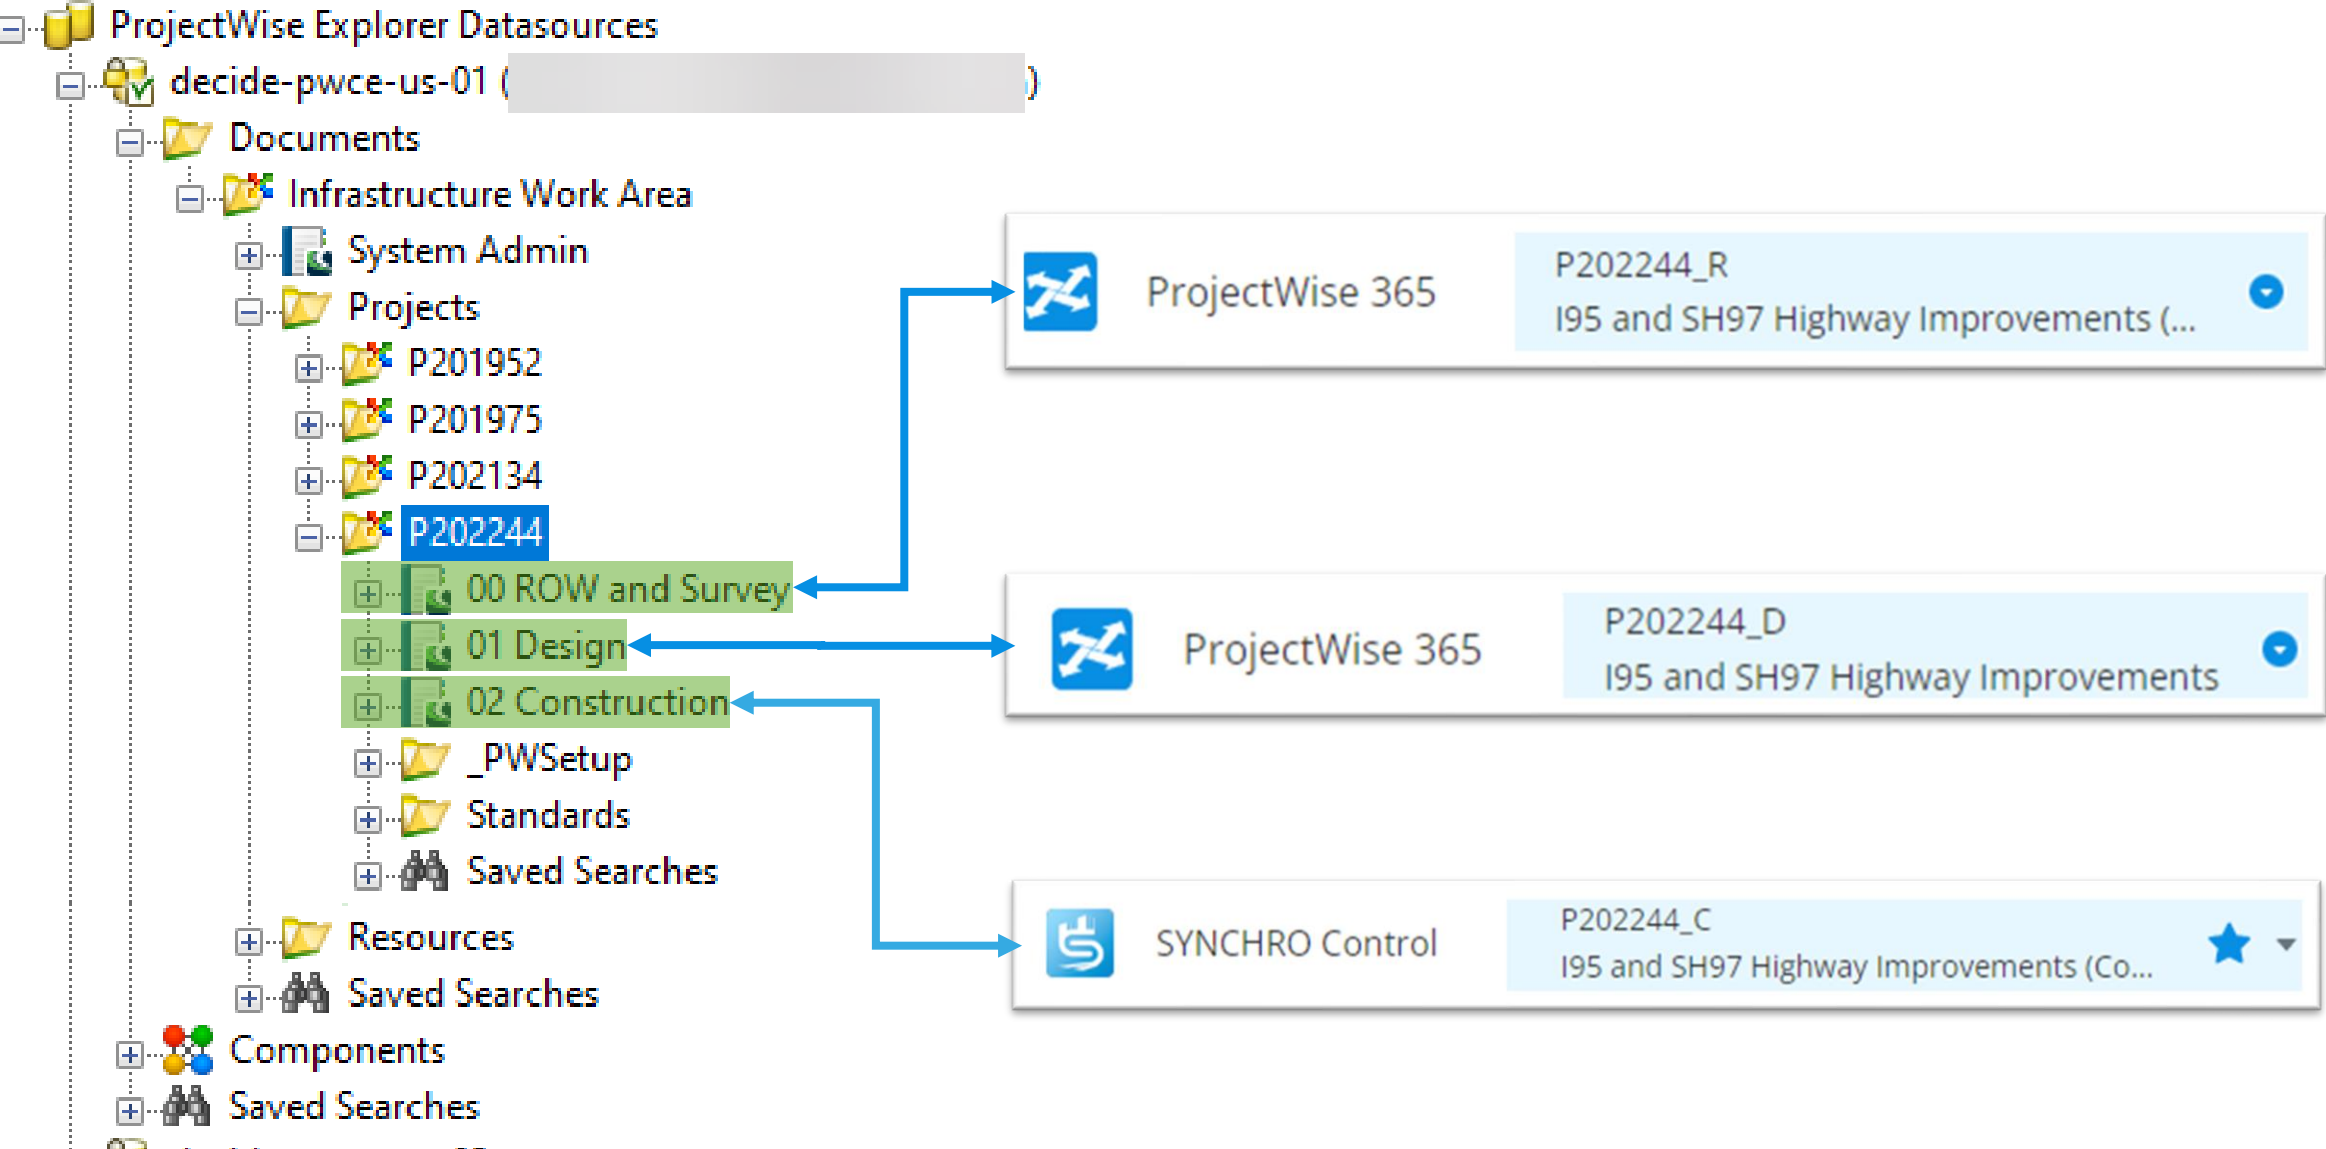 ProjectWise Explorer Datasources
decide-pwce-us-01 ( )
Documents
Infrastructure Work Area
System Admin
Projects
P201952
P201975
P202134
P202244
00 ROW and Survey
01 Design
02 Construction
_PWSetup
Standards
Saved Searches
Resources
Saved Searches
Components
Saved Searches
ProjectWise 365
P202244_R
I95 and SH97 Highway Improvements (...
ProjectWise 365
P202244_D
I95 and SH97 Highway Improvements
SYNCHRO Control
P202244_C
I95 and SH97 Highway Improvements (Co...